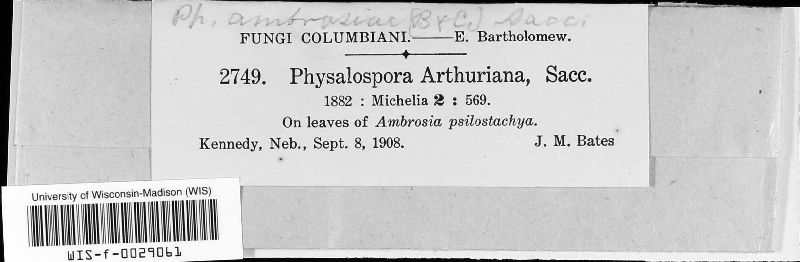 Ph. ambrosiae (B & C.) Sacc.
FUNGI COLUMBIANI.—E. Bartholomew.
2749. Physalospora Arthuriana, Sacc.
1882 : Michelia 2 : 569.
On leaves of Ambrosia psilostachya.
Kennedy, Neb., Sept. 8, 1908. J. M. Bates
University of Wisconsin-Madison (WIS)
WIS-f-0029061